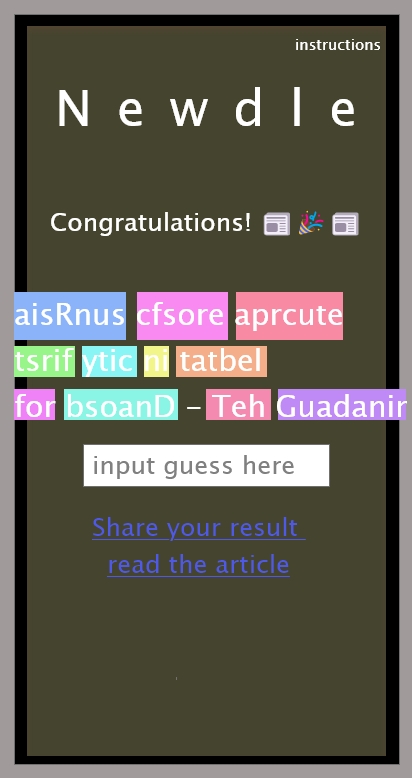 instructions
Newdle
Congratulations! 📰 🎉 📰
aisRnus cfsore aprcute
tsrif ytic ni tatbel
for bsoanD – Teh Guadanir
input guess here
Share your result
read the article